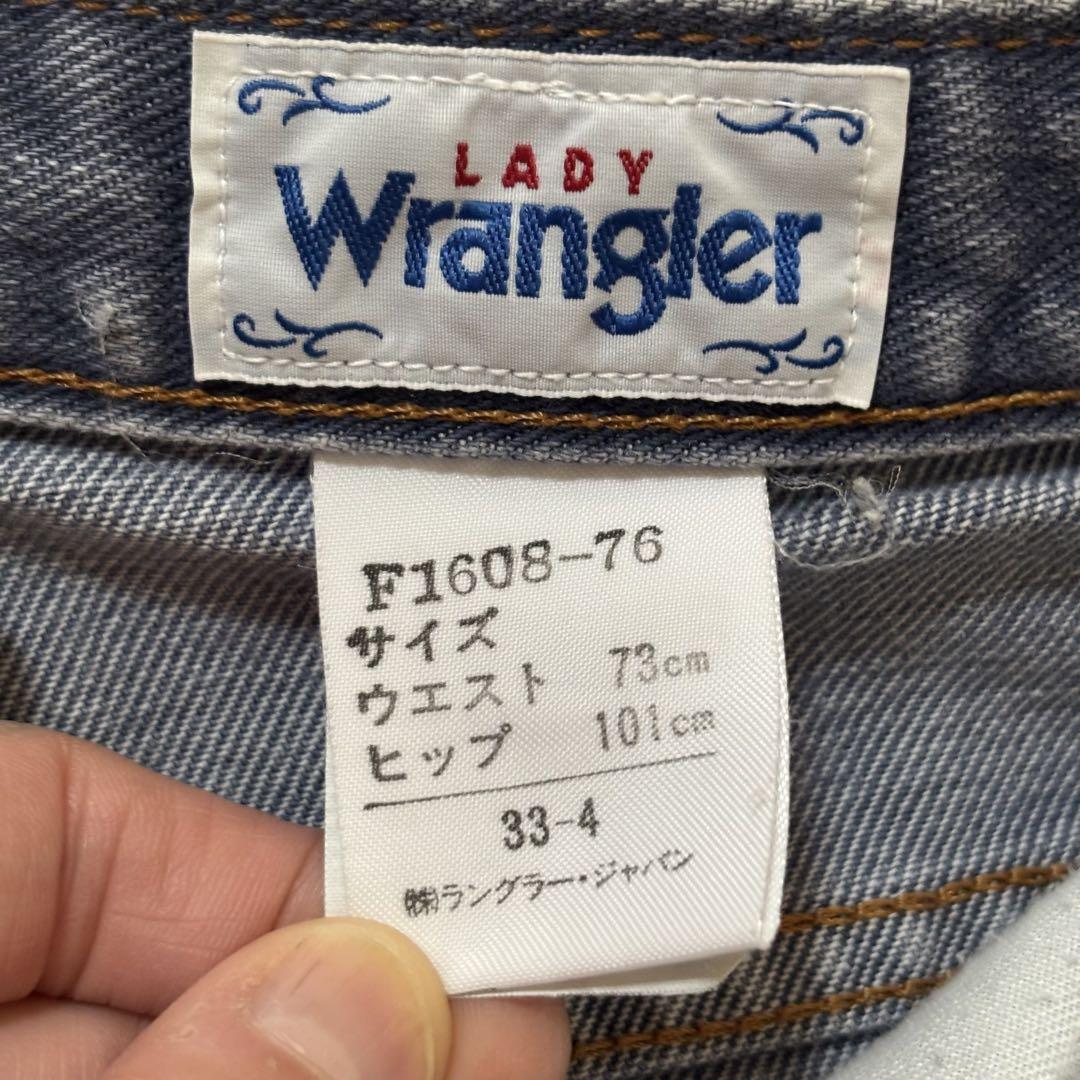 LADY
Wrangler
F1608-76
サイズ
ウエスト 73cm
ヒップ 101cm
33-4
㈱ラングラー・ジャパン